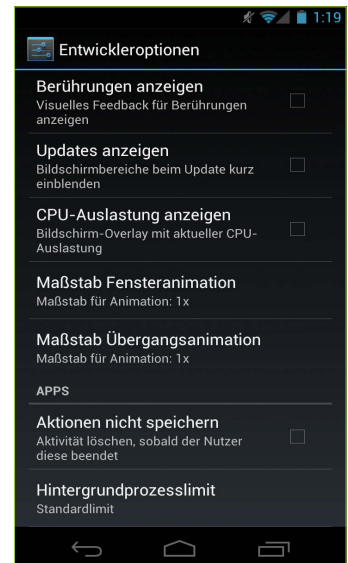 1:19
Entwickleroptionen
Berührungen anzeigen
Visuelles Feedback für Berührungen
anzeigen
Updates anzeigen
Bildschirmbereiche beim Update kurz
einblenden
CPU-Auslastung anzeigen
Bildschirm-Overlay mit aktueller CPU-
Auslastung
Maßstab Fensteranimation
Maßstab für Animation: 1x
Maßstab Übergangsanimation
Maßstab für Animation: 1x
APPS
Aktionen nicht speichern
Aktivität löschen, sobald der Nutzer
diese beendet
Hintergrundprozesslimit
Standardlimit